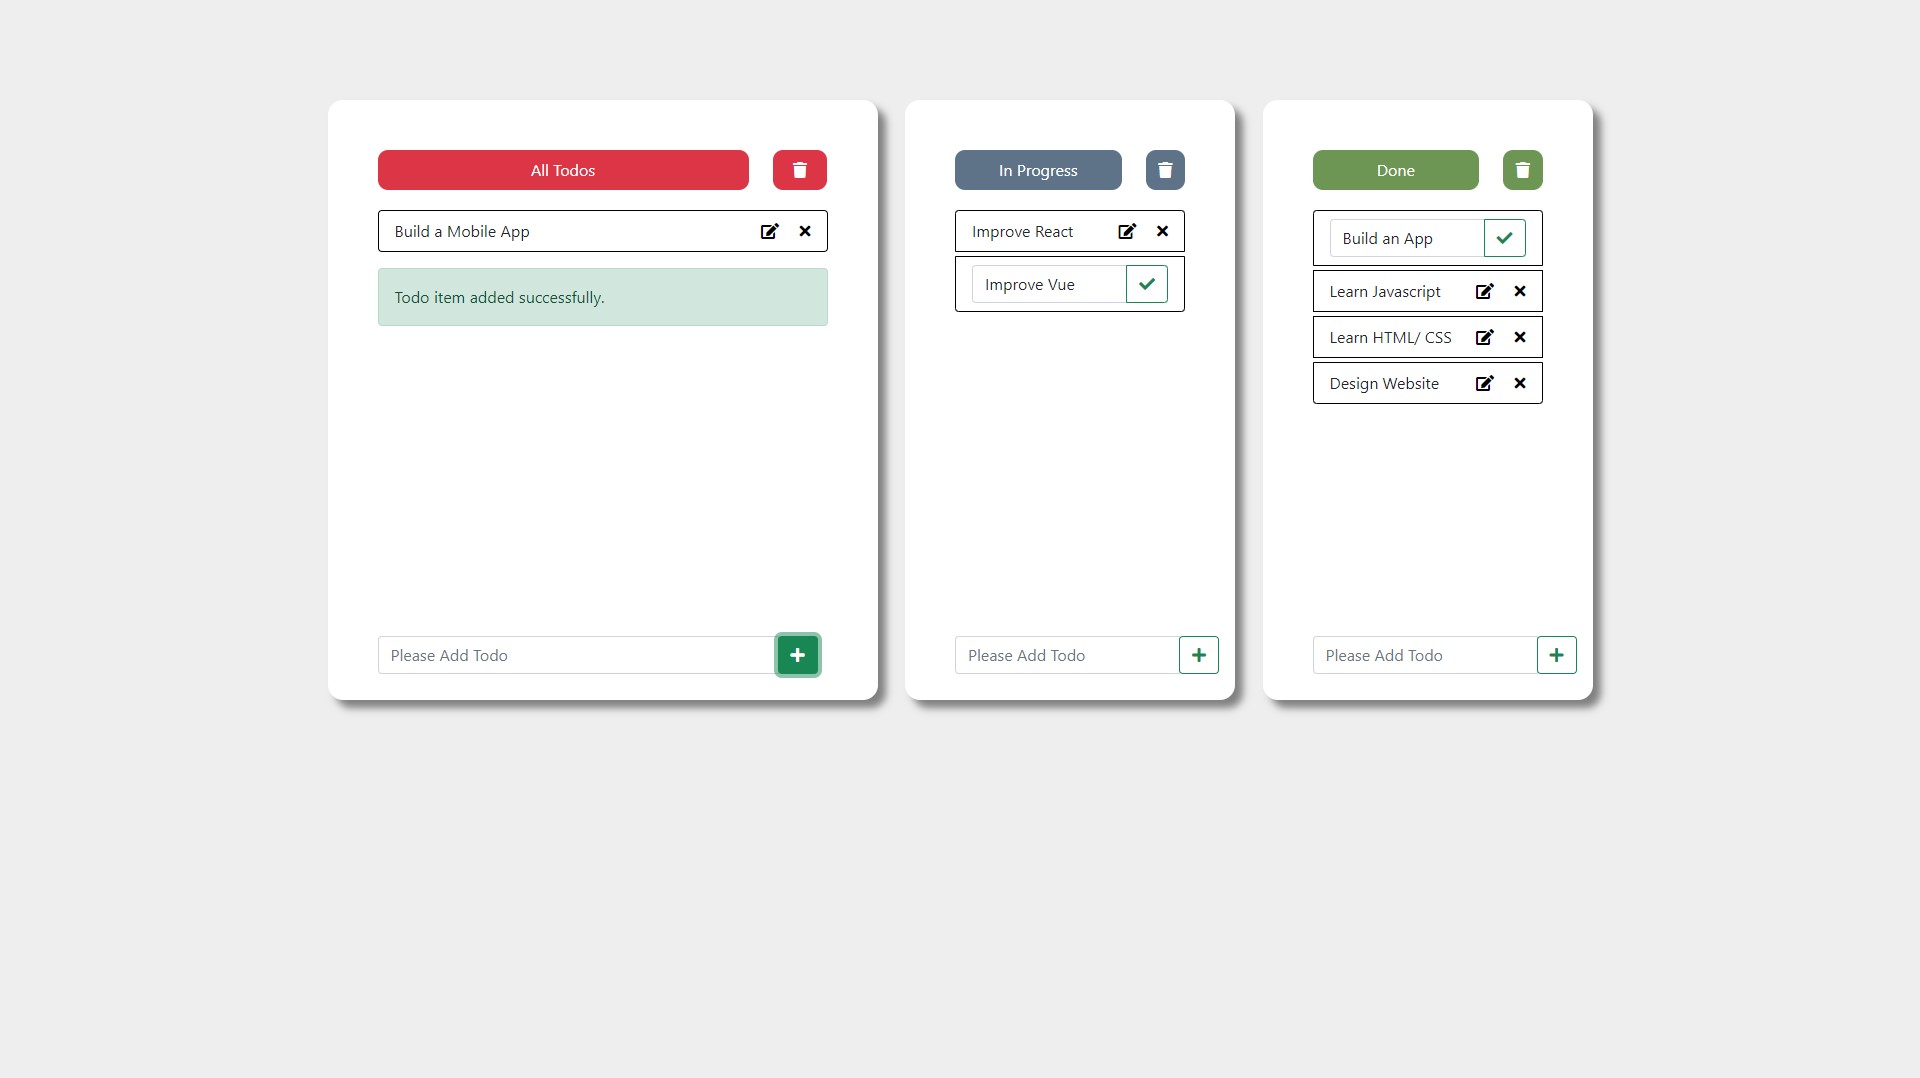 All Todos
Build a Mobile App
Todo item added successfully.
Please Add Todo
In Progress
Improve React
Improve Vue
Please Add Todo
Done
Build an App
Learn Javascript
Learn HTML/ CSS
Design Website
Please Add Todo